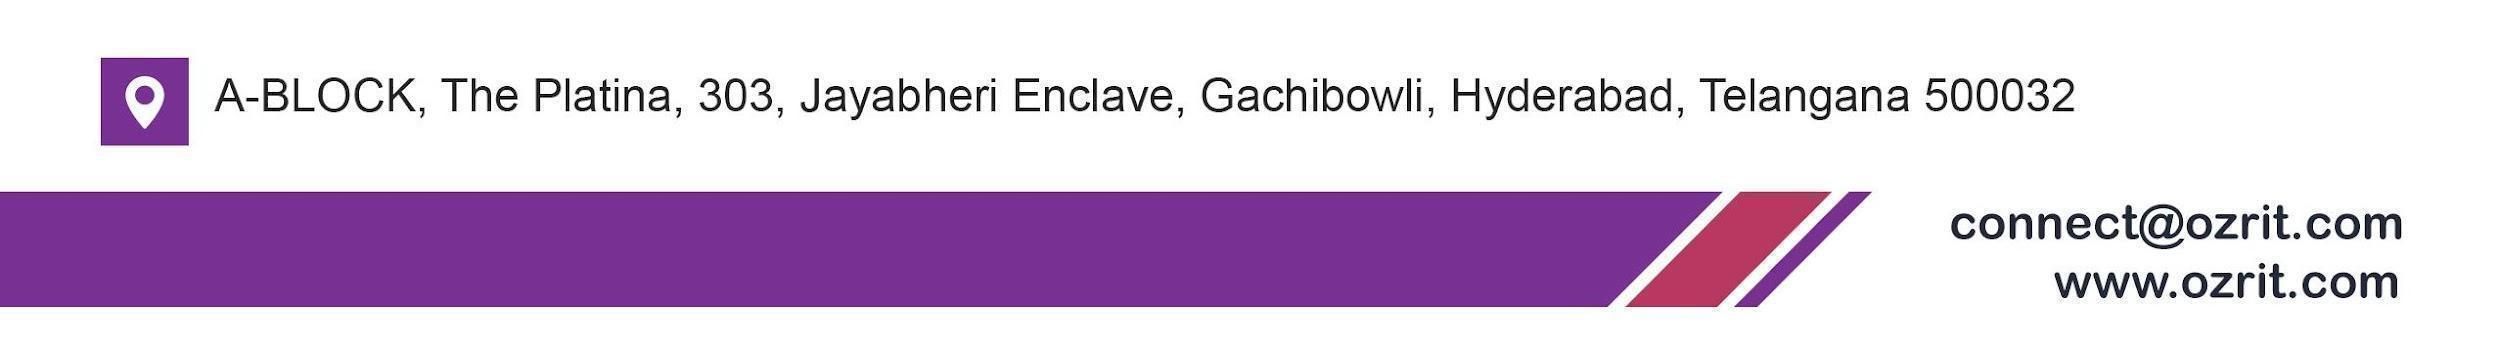 A-BLOCK, The Platina, 303, Jayabheri Enclave, Gachibowli, Hyderabad, Telangana 500032
connect@ozrit.com
www.ozrit.com